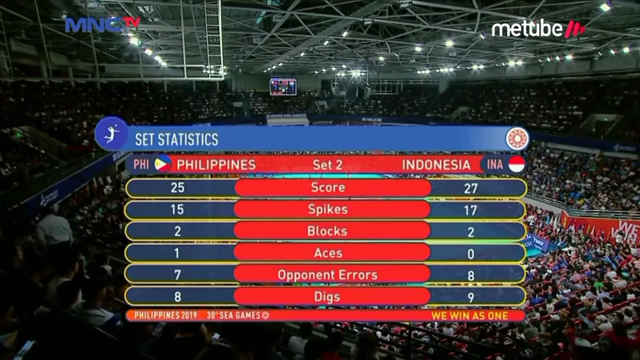 MNCTV
metube
SET STATISTICS
PHI PHILIPPINES Set 2 INDONESIA INA
25 Score 27
15 Spikes 17
2 Blocks 2
1 Aces 0
7 Opponent Errors 8
8 Digs 9
PHILIPPINES 2019 30th SEA GAMES WE WIN AS ONE
WE